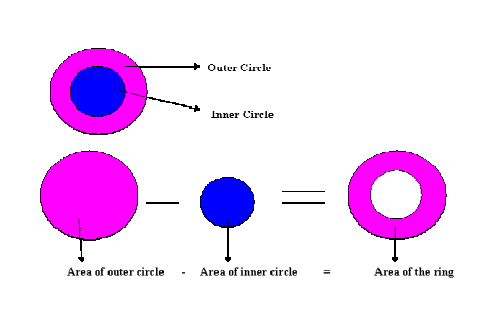 Outer Circle
Inner Circle
Area of outer circle - Area of inner circle = Area of the ring